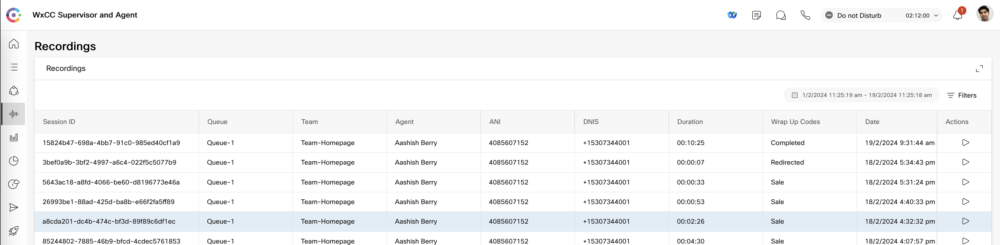 WxCC Supervisor and Agent
Do not Disturb 02:12:00
1
Recordings
Recordings
1/2/2024 11:25:19 am - 19/2/2024 11:25:18 am Filters
Session ID Queue Team Agent ANI DNIS Duration Wrap Up Codes Date Actions
15824b47-698a-4bb7-91c0-985ed40cf1a9 Queue-1 Team-Homepage Aashish Berry 4085607152 +15307344001 00:10:25 Completed 19/2/2024 9:31:44 am
3bef0a9b-3bf2-4997-a6c4-022f5c5077b9 Queue-1 Team-Homepage Aashish Berry 4085607152 +15307344001 00:00:07 Redirected 18/2/2024 5:34:43 pm
5643ac18-a8fd-4066-be60-d8196773e46a Queue-1 Team-Homepage Aashish Berry 4085607152 +15307344001 00:00:33 Sale 18/2/2024 5:31:24 pm
26993be1-88ad-425d-ba8b-e66f2fa5ff89 Queue-1 Team-Homepage Aashish Berry 4085607152 +15307344001 00:00:53 Sale 18/2/2024 4:40:33 pm
a8cda201-dc4b-474c-bf3d-89f89c6df1ec Queue-1 Team-Homepage Aashish Berry 4085607152 +15307344001 00:02:26 Sale 18/2/2024 4:32:32 pm
85244802-7885-46b9-bfcd-4cdec5761853 Queue-1 Team-Homepage Aashish Berry 4085607152 +15307344001 00:04:30 Sale 18/2/2024 4:07:57 pm